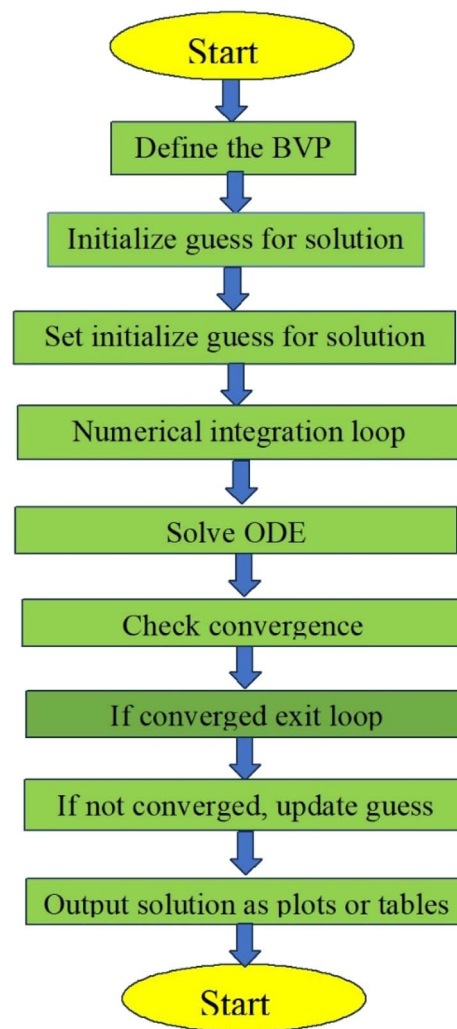 Start
Define the BVP
Initialize guess for solution
Set initialize guess for solution
Numerical integration loop
Solve ODE
Check convergence
If converged exit loop
If not converged, update guess
Output solution as plots or tables
Start